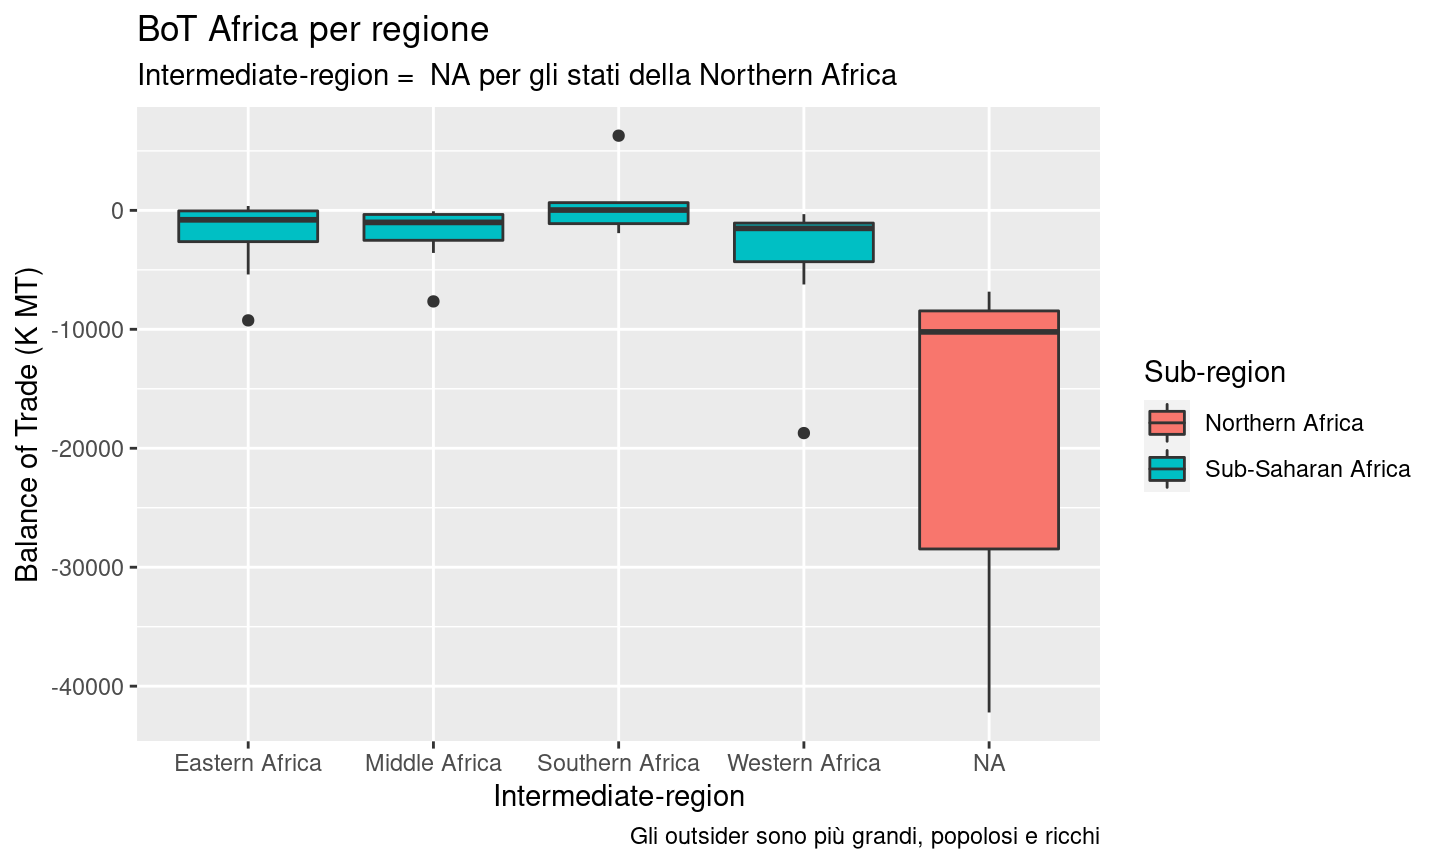 BoT Africa per regione
Intermediate-region =  NA per gli stati della Northern Africa
Balance of Trade (K MT)
0
-10000
-20000
-30000
-40000
Eastern Africa
Middle Africa
Southern Africa
Western Africa
NA
Intermediate-region
Sub-region
Northern Africa
Sub-Saharan Africa
Gli outsider sono più grandi, popolosi e ricchi